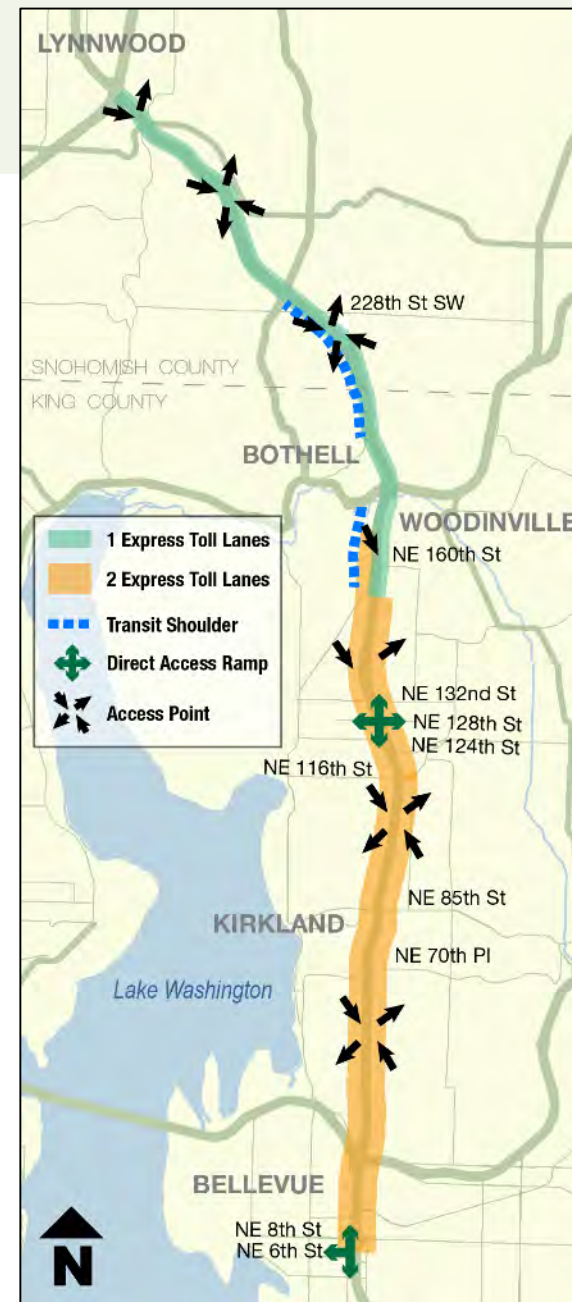 LYNNWOOD
228th St SW
SNOHOMISH COUNTY
KING COUNTY
BOTHELL
WOODINVILLE
1 Express Toll Lanes
2 Express Toll Lanes
Transit Shoulder
Direct Access Ramp
Access Point
NE 160th St
NE 132nd St
NE 128th St
NE 124th St
NE 116th St
NE 85th St
KIRKLAND
NE 70th Pl
Lake Washington
BELLEVUE
NE 8th St
NE 6th St
N